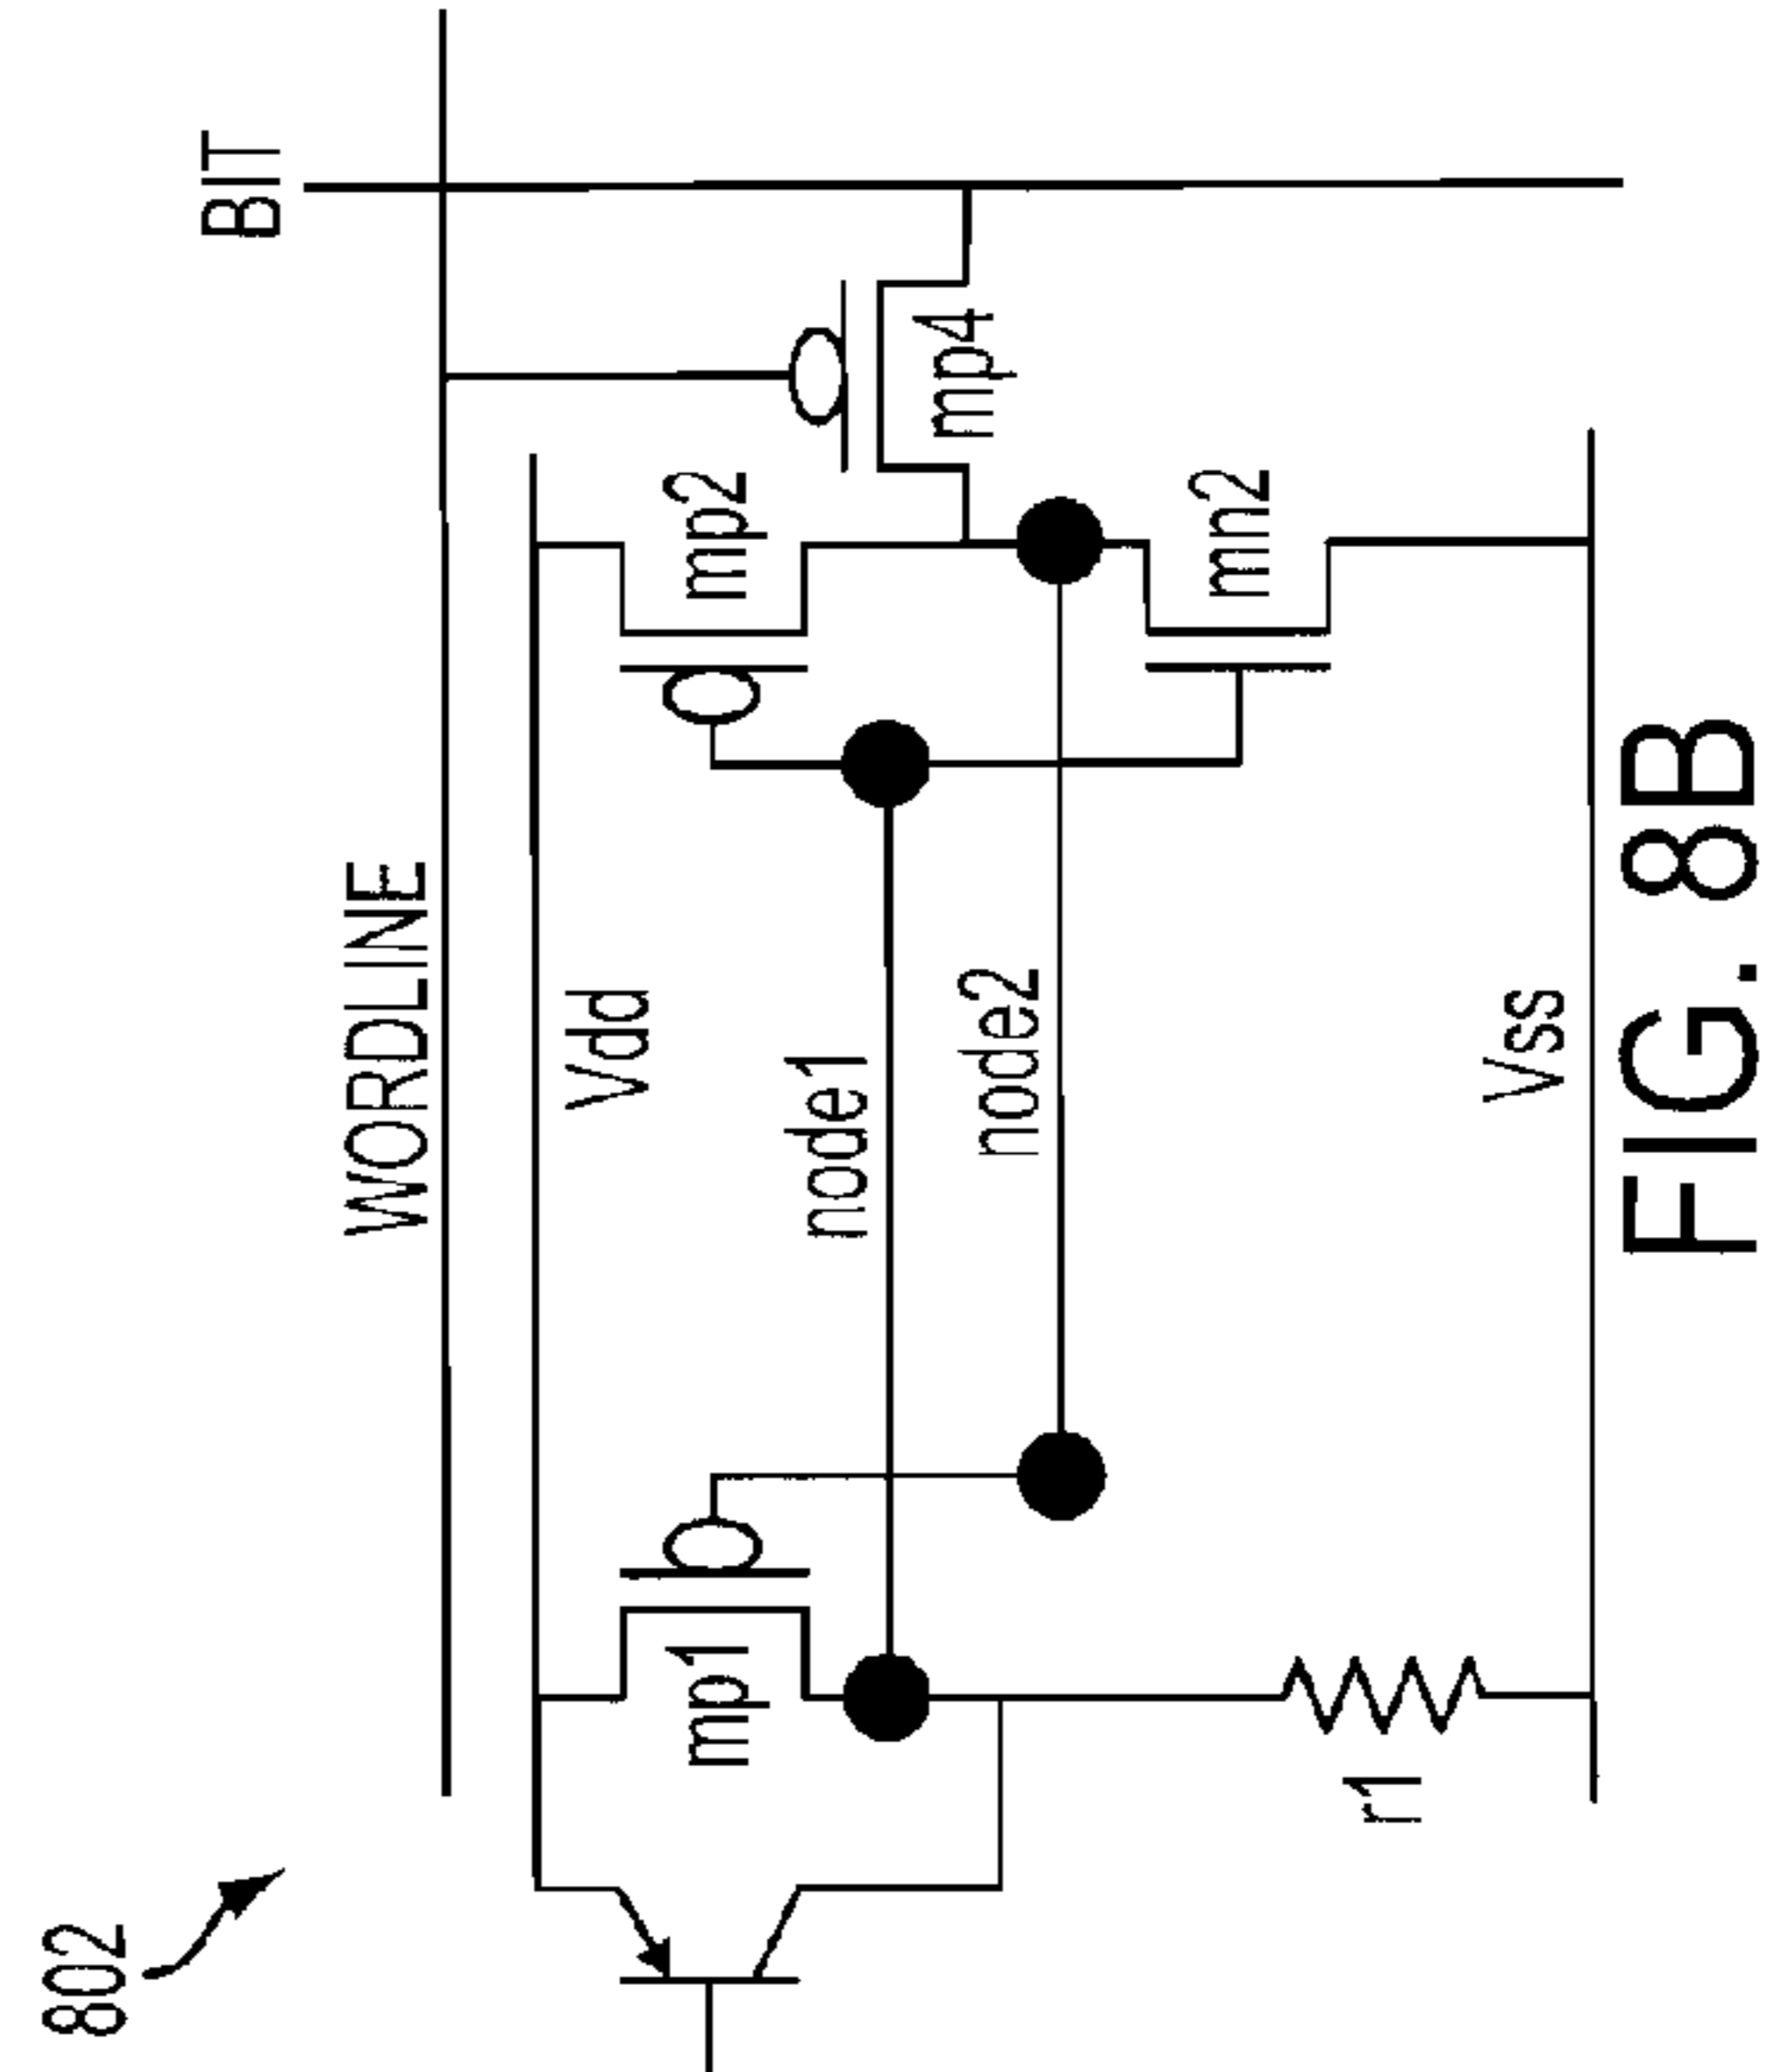 802
WORDLINE
BIT
Vdd
mp1
mp2
node1
mp4
node2
mn2
r1
Vss
FIG. 8B